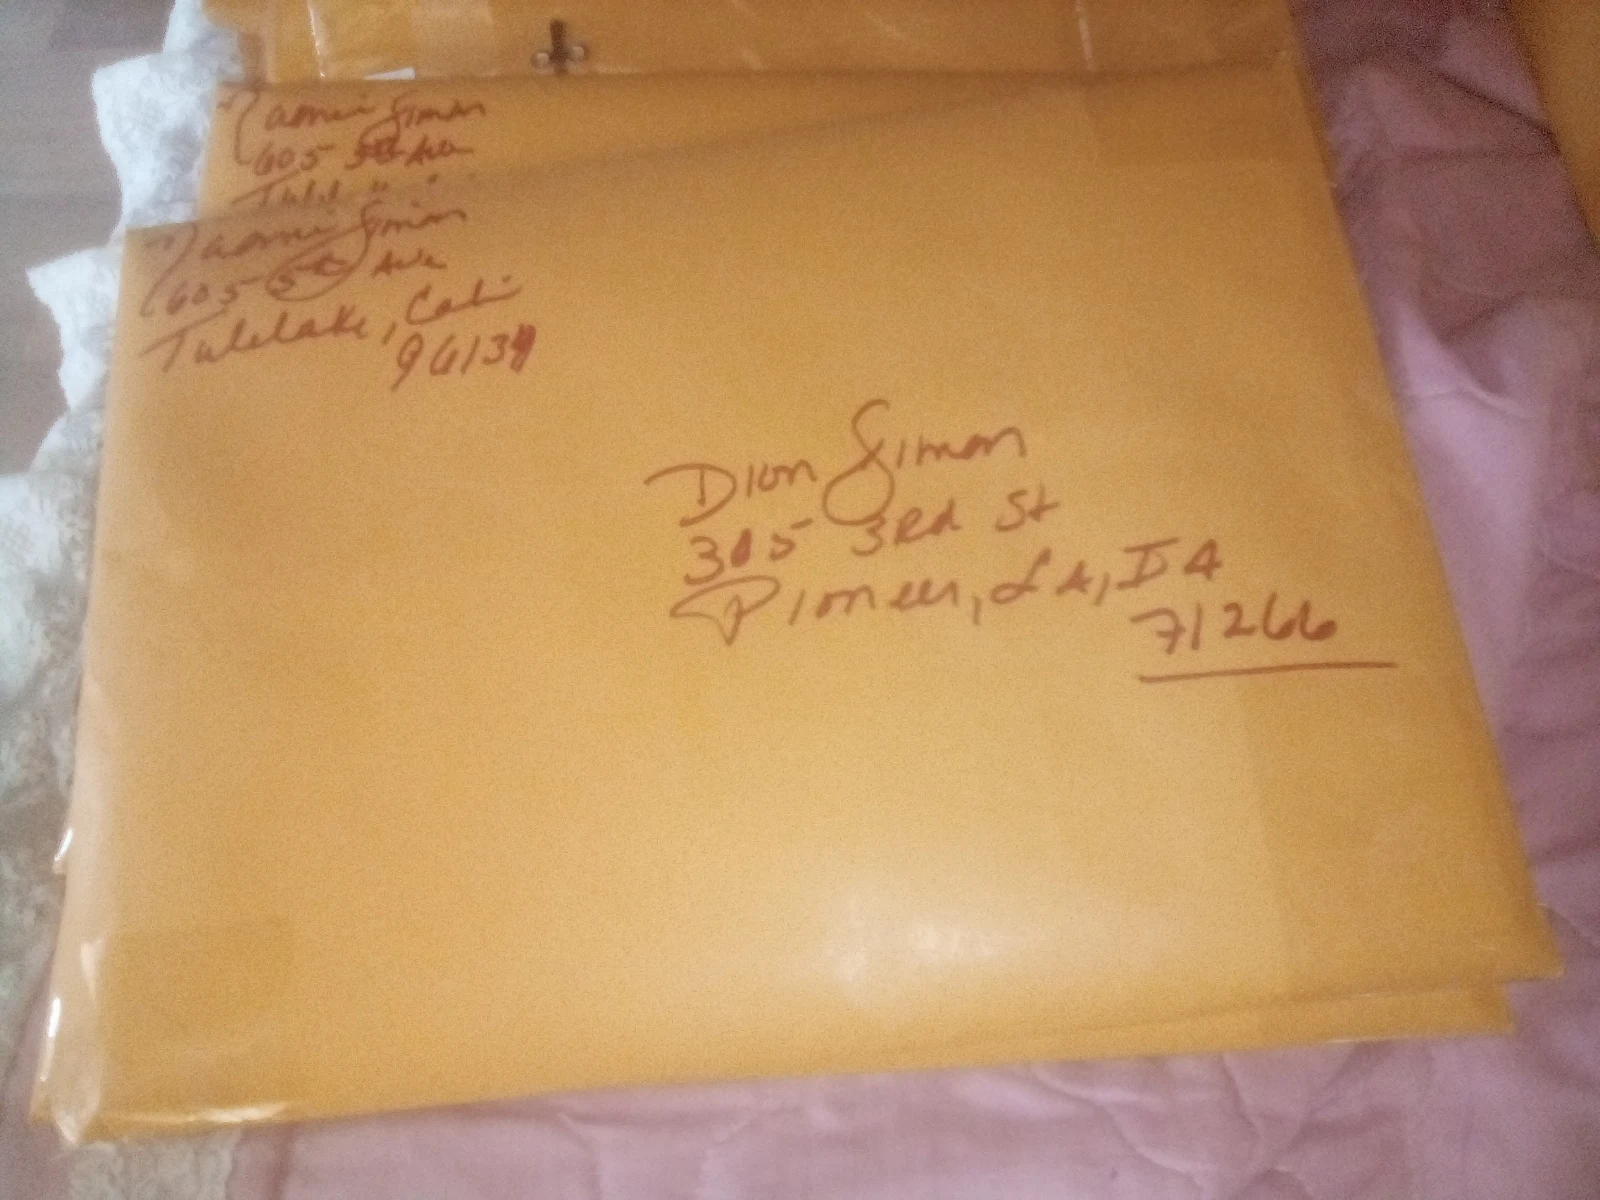 Naomi Simon
605 5th Ave
Naomi Simon
605 5th Ave
Tulelake, Cali
96134
Dion Simon
305 3Rd St
Pioneer, LA,
71266